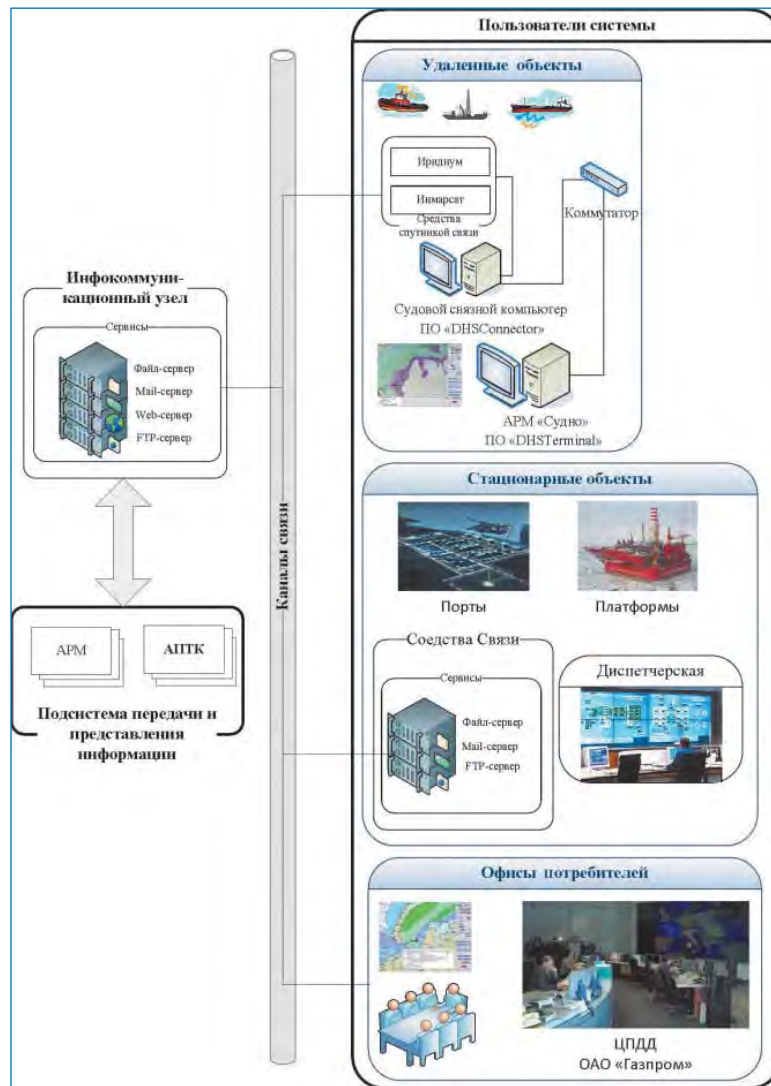 Пользователи системы
Удаленные объекты
Иридиум
Инмарсат
Средства
спутниковой связи
Коммутатор
Судовой связной компьютер
ПО «DHSConnector»
АРМ «Судно»
ПО «DHSTerminal»
Инфокоммуни-
кационный узел
Сервисы
Файл-сервер
Mail-сервер
Web-сервер
FTP-сервер
Каналы связи
АРМ
АПТК
Подсистема передачи и
представления
информации
Стационарные объекты
Порты
Платформы
Соедства Связи
Сервисы
Файл-сервер
Mail-сервер
FTP-сервер
Диспетчерская
Офисы потребителей
ЦПДД
ОАО «Газпром»